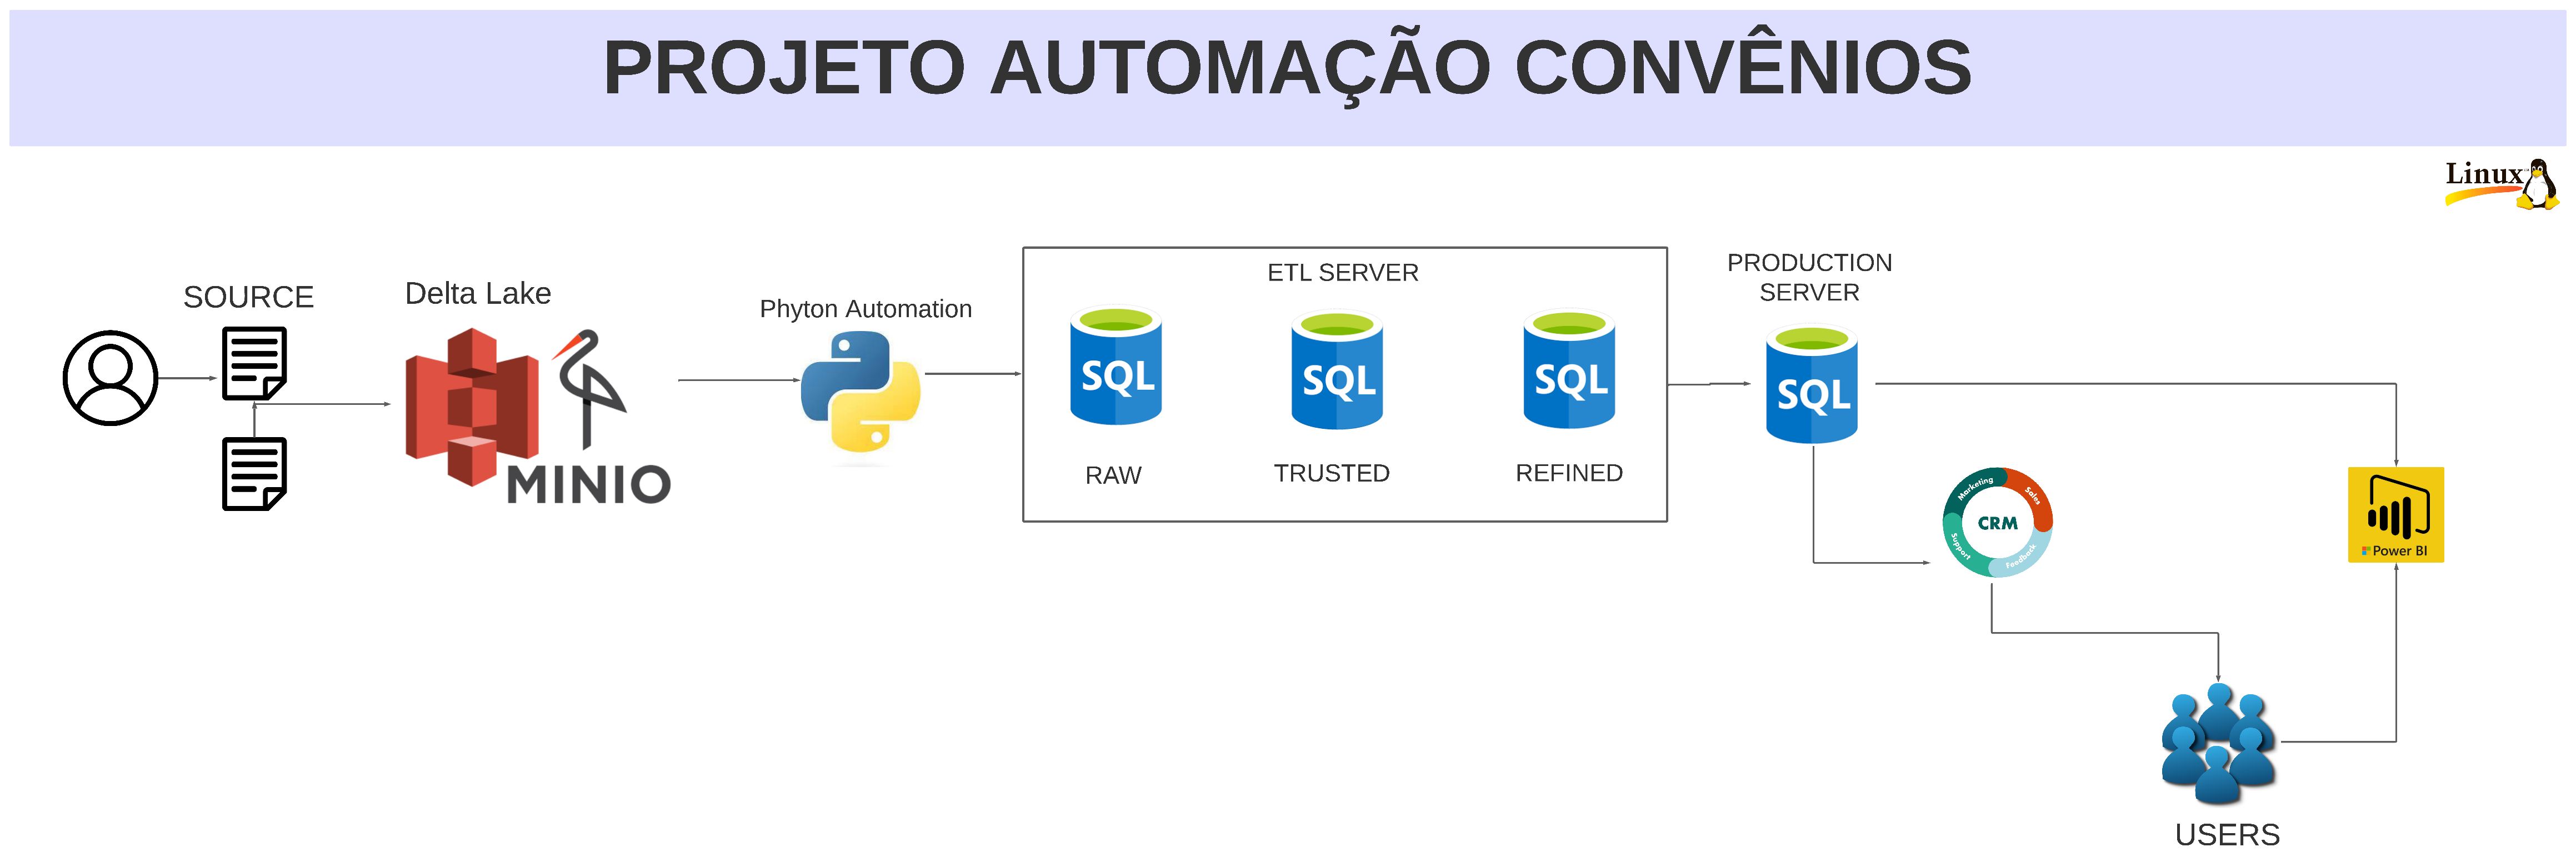 PROJETO AUTOMAÇÃO CONVÊNIOS
Linux
SOURCE
Delta Lake
MINIO
Phyton Automation
ETL SERVER
SQL
SQL
SQL
RAW
TRUSTED
REFINED
PRODUCTION
SERVER
SQL
Marketing
Sales
CRM
Support
Feedback
Power BI
USERS